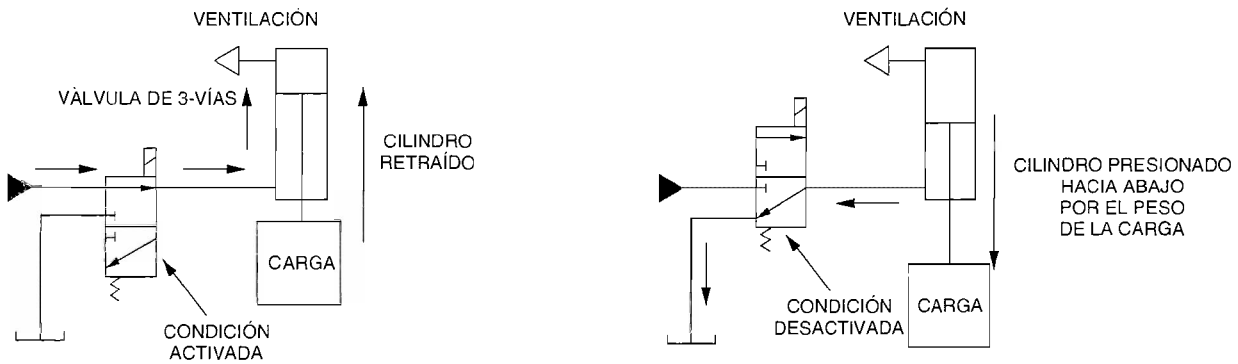 VENTILACIÓN
VÀLVULA DE 3-VÍAS
CILINDRO
RETRAÍDO
CARGA
CONDICIÓN
ACTIVADA
VENTILACIÓN
CILINDRO PRESIONADO
HACIA ABAJO
POR EL PESO
DE LA CARGA
CONDICIÓN
DESACTIVADA
CARGA